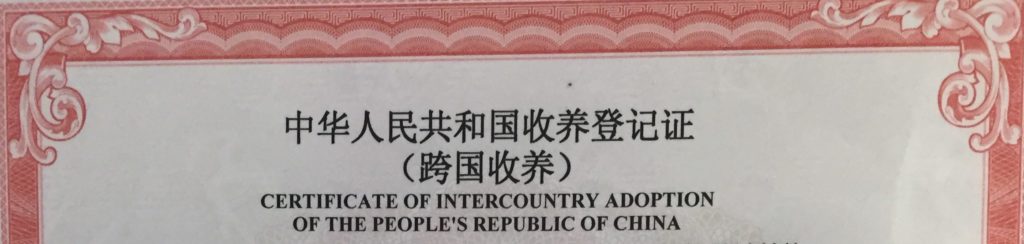 中华人民共和国收养登记证
（跨国收养）
CERTIFICATE OF INTERCOUNTRY ADOPTION
OF THE PEOPLE'S REPUBLIC OF CHINA